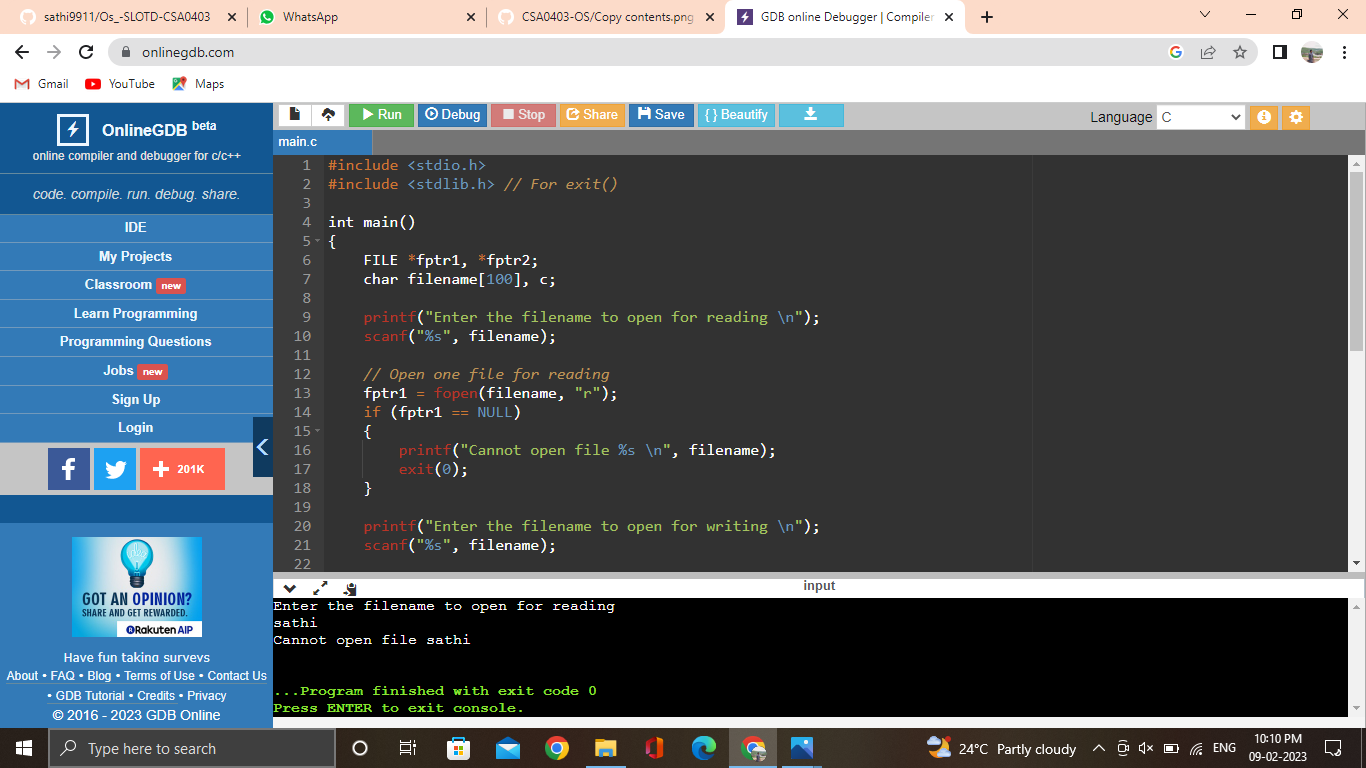 sathi9911/Os_-SLOTD-CSA0403
WhatsApp
CSA0403-OS/Copy contents.png
GDB online Debugger | Compiler
onlinegdb.com
Gmail
YouTube
Maps
OnlineGDB beta
online compiler and debugger for c/c++
code. compile. run. debug. share.
IDE
My Projects
Classroom new
Learn Programming
Programming Questions
Jobs new
Sign Up
Login
201K
GOT AN OPINION?
SHARE AND GET REWARDED.
Rakuten AIP
Have fun taking surveys
About • FAQ • Blog • Terms of Use • Contact Us
• GDB Tutorial • Credits • Privacy
© 2016 - 2023 GDB Online
Run
Debug
Stop
Share
Save
{ } Beautify
Language C
main.c
1 #include <stdio.h>
2 #include <stdlib.h> // For exit()
3
4 int main()
5 {
6 FILE *fptr1, *fptr2;
7 char filename[100], c;
8
9 printf("Enter the filename to open for reading \n");
10 scanf("%s", filename);
11
12 // Open one file for reading
13 fptr1 = fopen(filename, "r");
14 if (fptr1 == NULL)
15 {
16 printf("Cannot open file %s \n", filename);
17 exit(0);
18 }
19
20 printf("Enter the filename to open for writing \n");
21 scanf("%s", filename);
22
input
Enter the filename to open for reading
sathi
Cannot open file sathi
...Program finished with exit code 0
Press ENTER to exit console.
Type here to search
24°C Partly cloudy
ENG
10:10 PM
09-02-2023